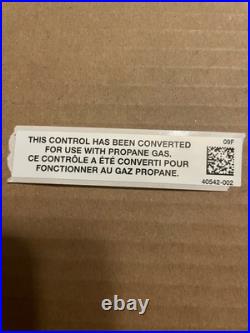 THIS CONTROL HAS BEEN CONVERTED
FOR USE WITH PROPANE GAS,
CE CONTRÔLE A ÉTÉ CONVERTI POUR
FONCTIONNER AU GAZ PROPANE.
09F
40542-002